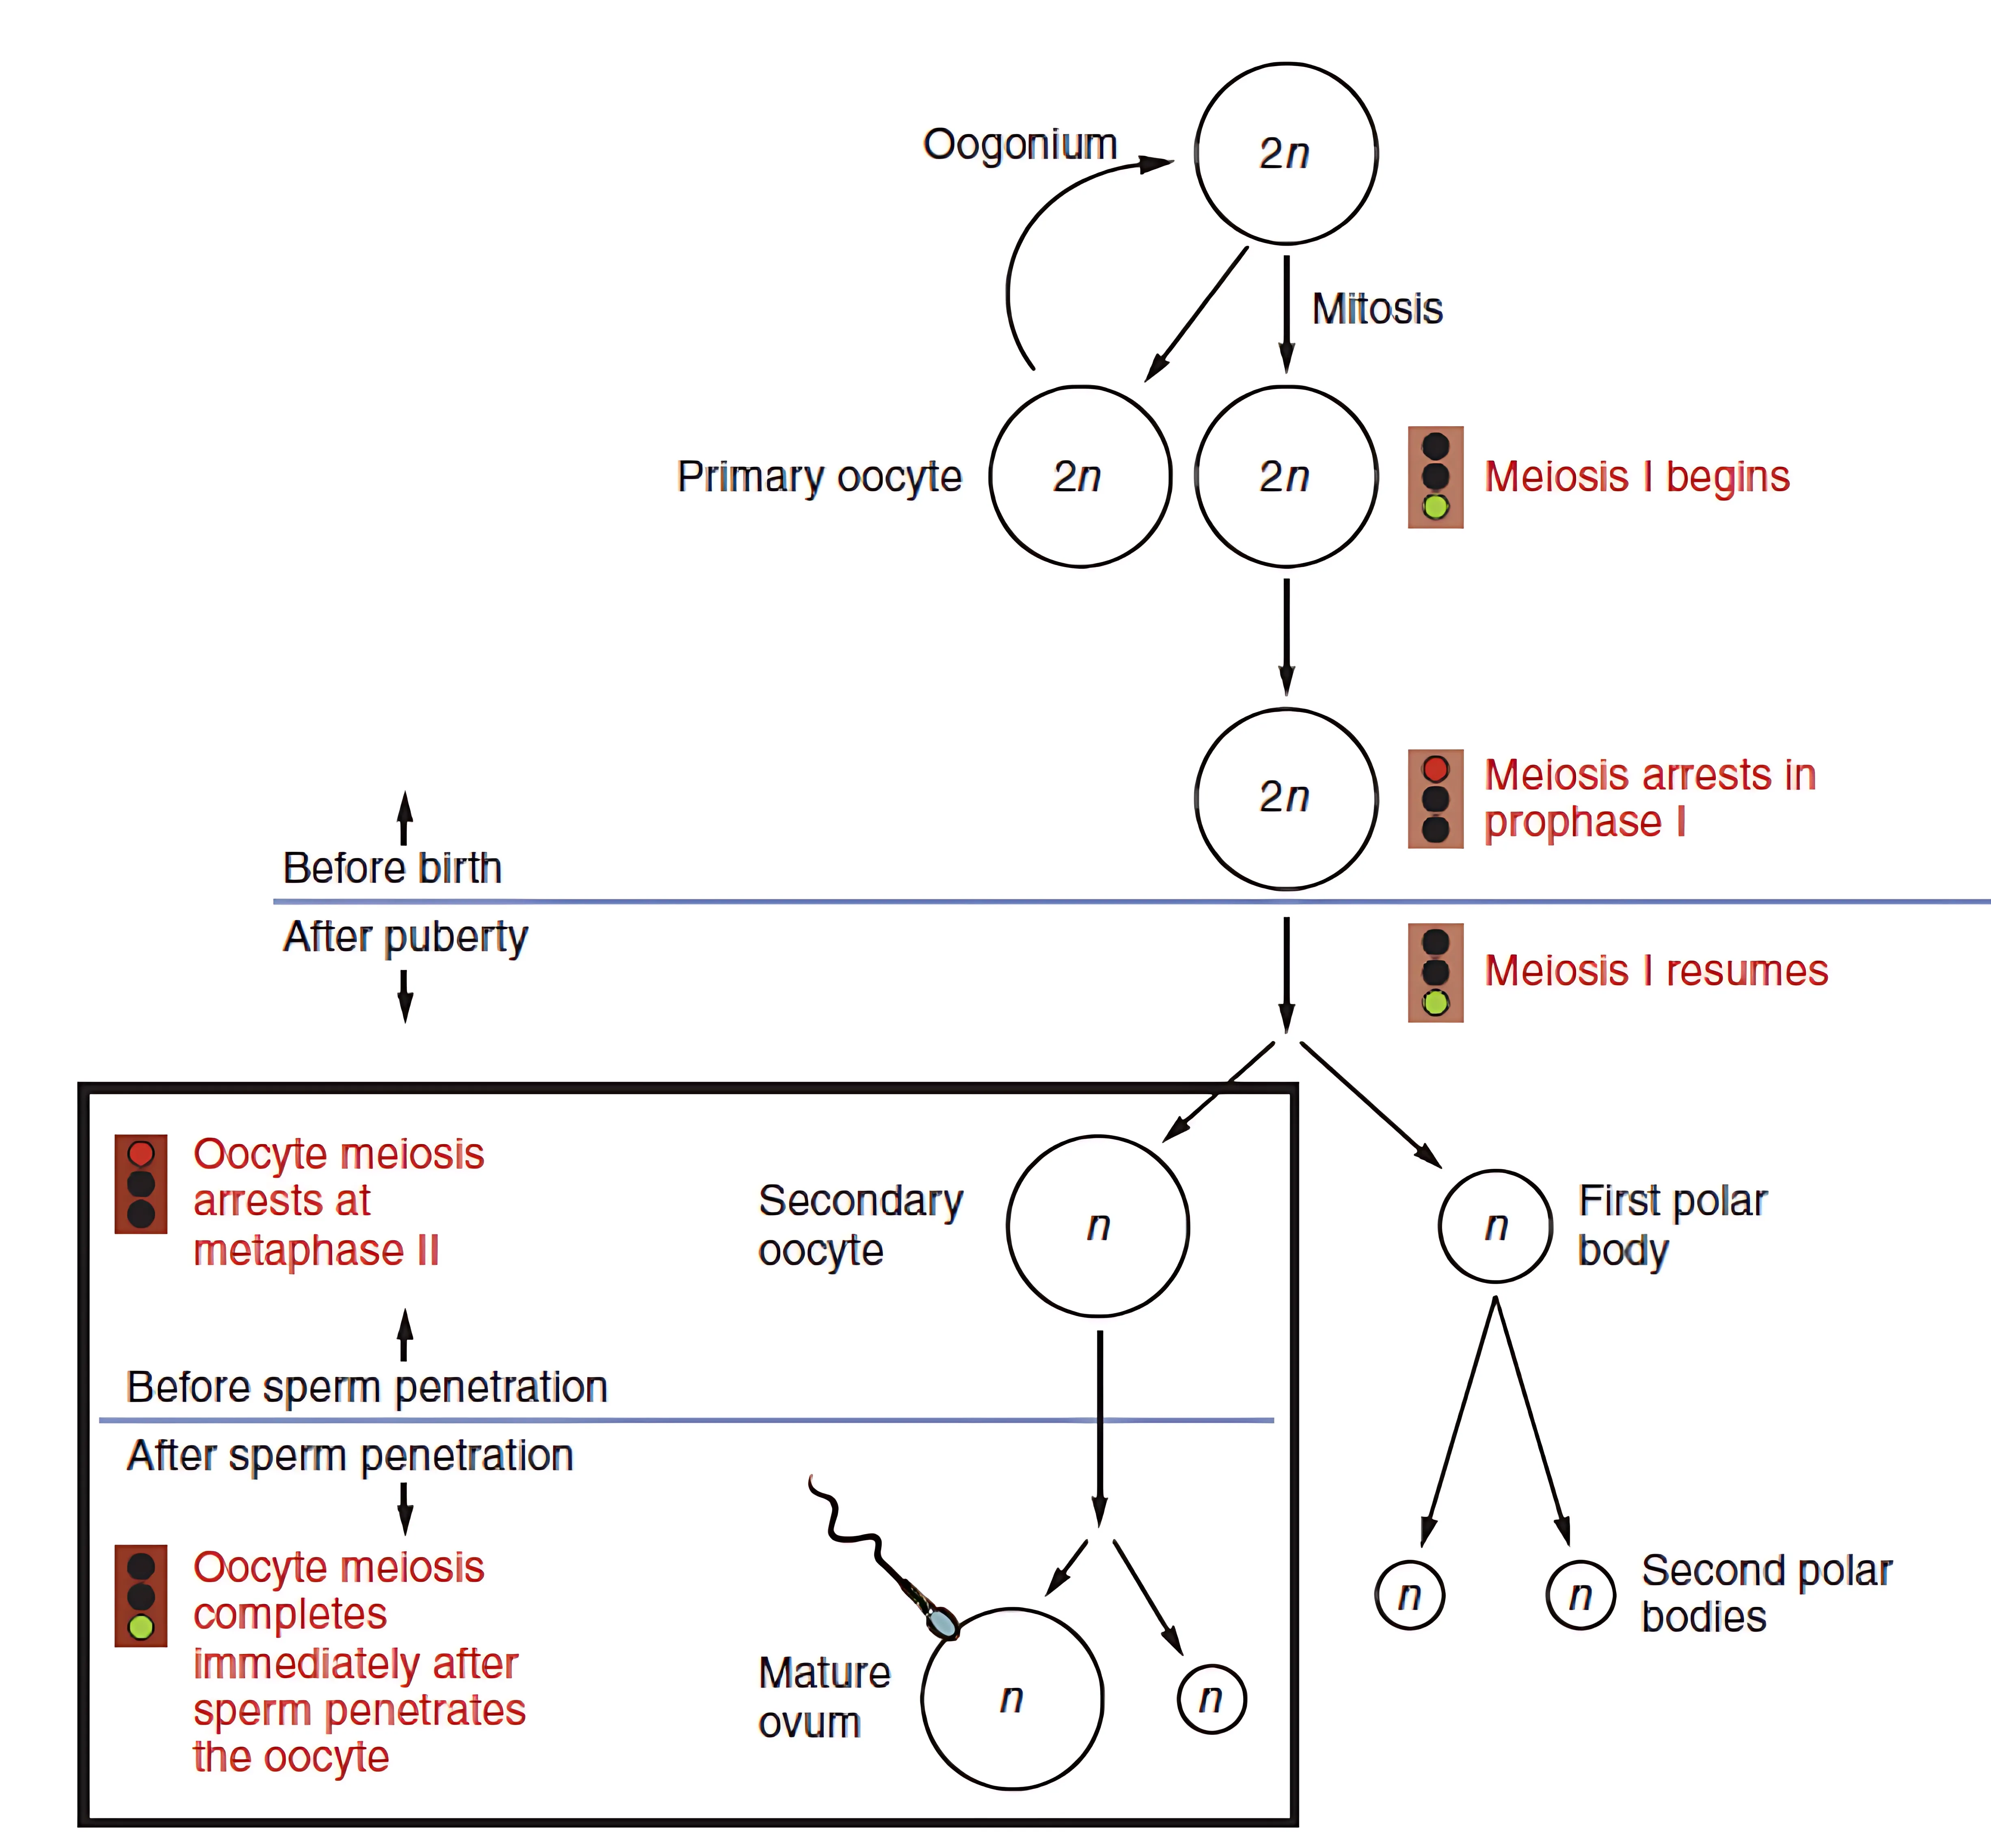 Oogonium
2n
Mitosis
Primary oocyte
2n
2n
Meiosis I begins
2n
Meiosis arrests in
prophase I
Before birth
After puberty
Meiosis I resumes
Oocyte meiosis
arrests at
metaphase II
Secondary
oocyte
n
n
First polar
body
Before sperm penetration
After sperm penetration
Oocyte meiosis
completes
immediately after
sperm penetrates
the oocyte
Mature
ovum
n
n
n
n
Second polar
bodies